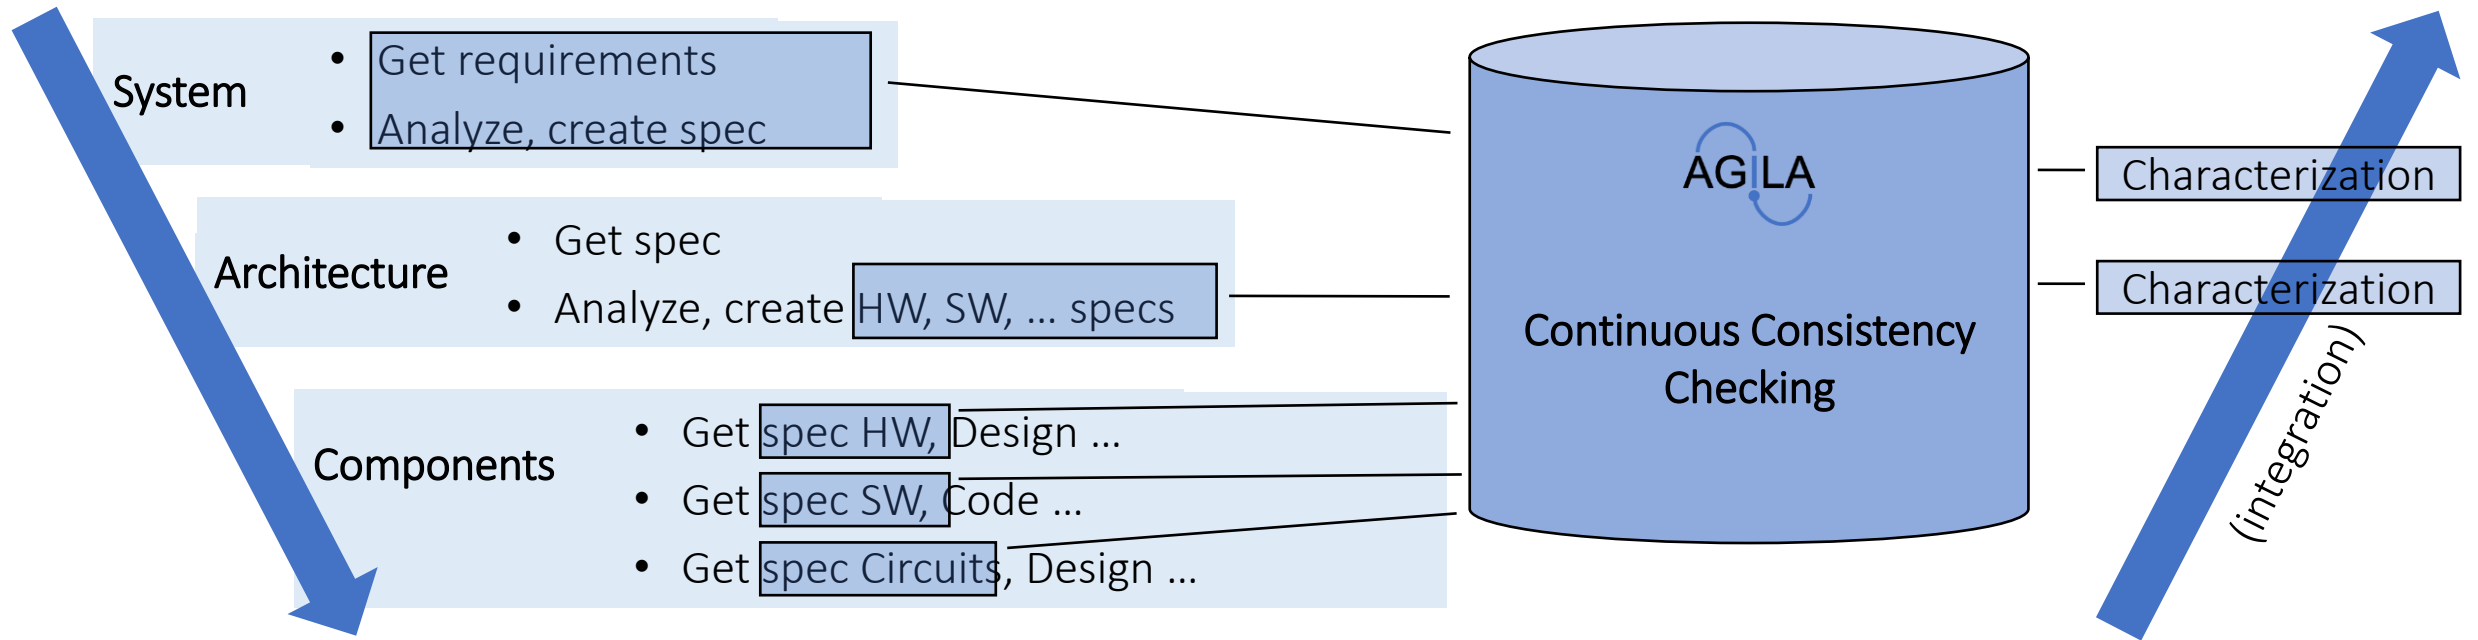 System
• Get requirements
• Analyze, create spec
Architecture
• Get spec
• Analyze, create HW, SW, ... specs
Components
• Get spec HW, Design ...
• Get spec SW, Code ...
• Get spec Circuits, Design ...
AGILA
Continuous Consistency
Checking
Characterization
Characterization
(integration)